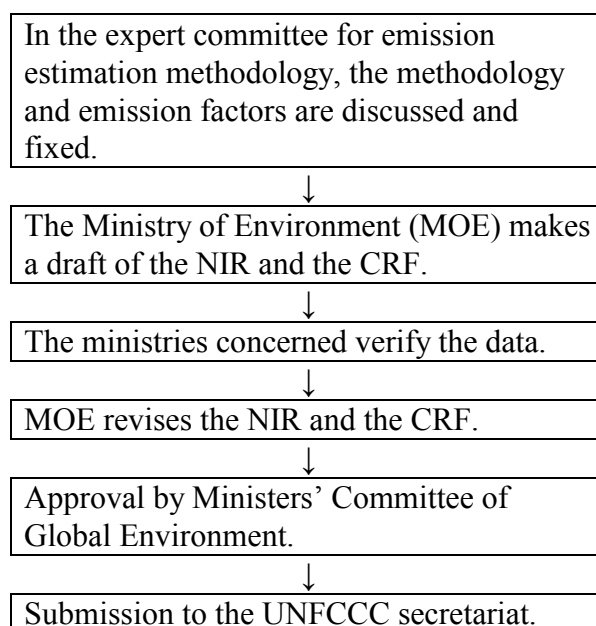 In the expert committee for emission
estimation methodology, the methodology
and emission factors are discussed and
fixed.
↓
The Ministry of Environment (MOE) makes
a draft of the NIR and the CRF.
↓
The ministries concerned verify the data.
↓
MOE revises the NIR and the CRF.
↓
Approval by Ministers’ Committee of
Global Environment.
↓
Submission to the UNFCCC secretariat.